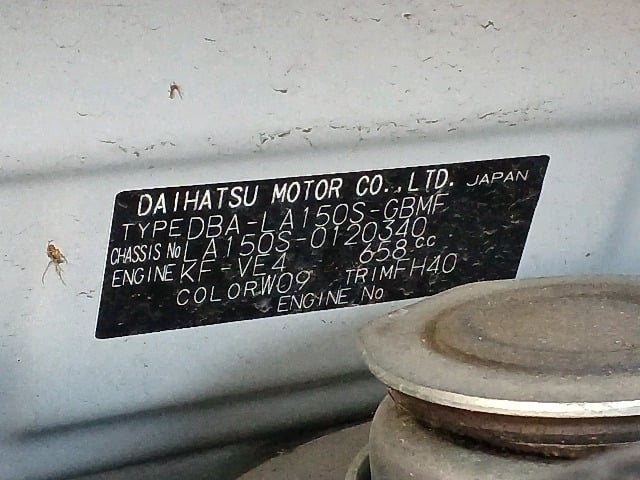 DAIHATSU MOTOR CO.,LTD. JAPAN
TYPE DBA-LA150S-GBMF
CHASSIS No LA150S-0120340
ENGINE KF-VE4 658 cc
COLOR W09 TRIM FH40
ENGINE No